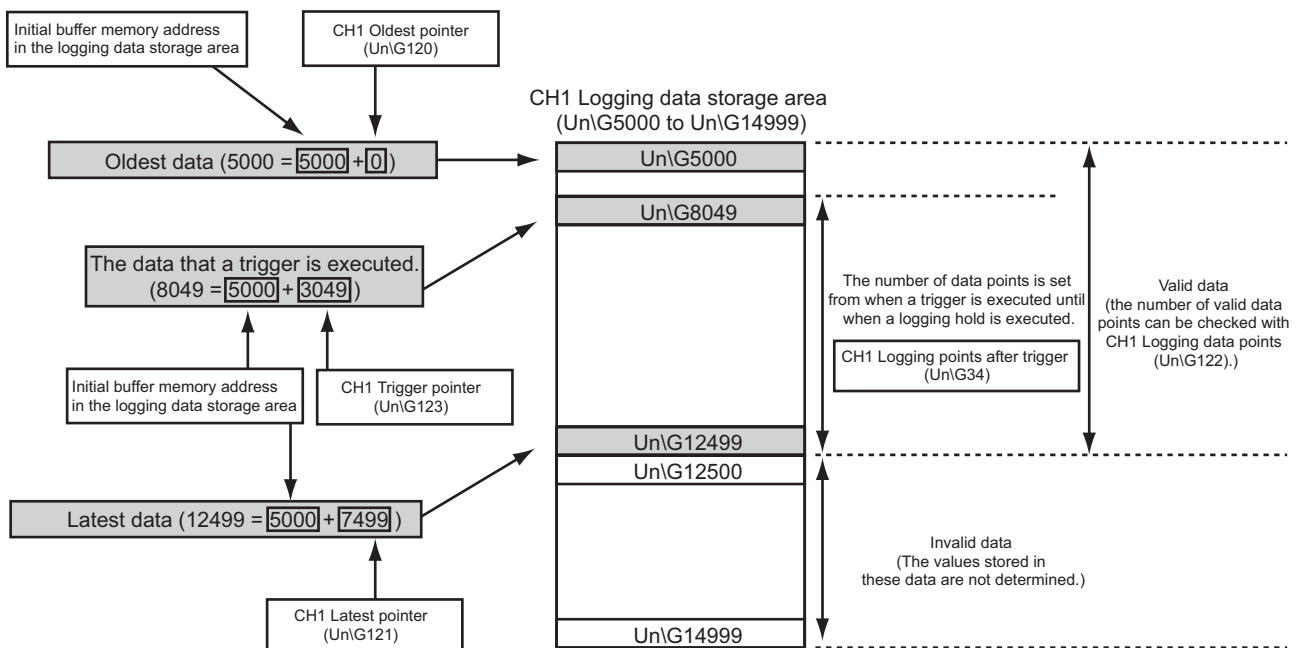 Initial buffer memory address
in the logging data storage area
CH1 Oldest pointer
(Un\G120)
CH1 Logging data storage area
(Un\G5000 to Un\G14999)
Oldest data (5000 = 5000 + 0)
Un\G5000
Un\G8049
The data that a trigger is executed.
(8049 = 5000 + 3049)
The number of data points is set
from when a trigger is executed until
when a logging hold is executed.
CH1 Logging points after trigger
(Un\G34)
Valid data
(the number of valid data
points can be checked with
CH1 Logging data points
(Un\G122).)
Initial buffer memory address
in the logging data storage area
CH1 Trigger pointer
(Un\G123)
Un\G12499
Un\G12500
Latest data (12499 = 5000 + 7499)
Invalid data
(The values stored in
these data are not determined.)
CH1 Latest pointer
(Un\G121)
Un\G14999